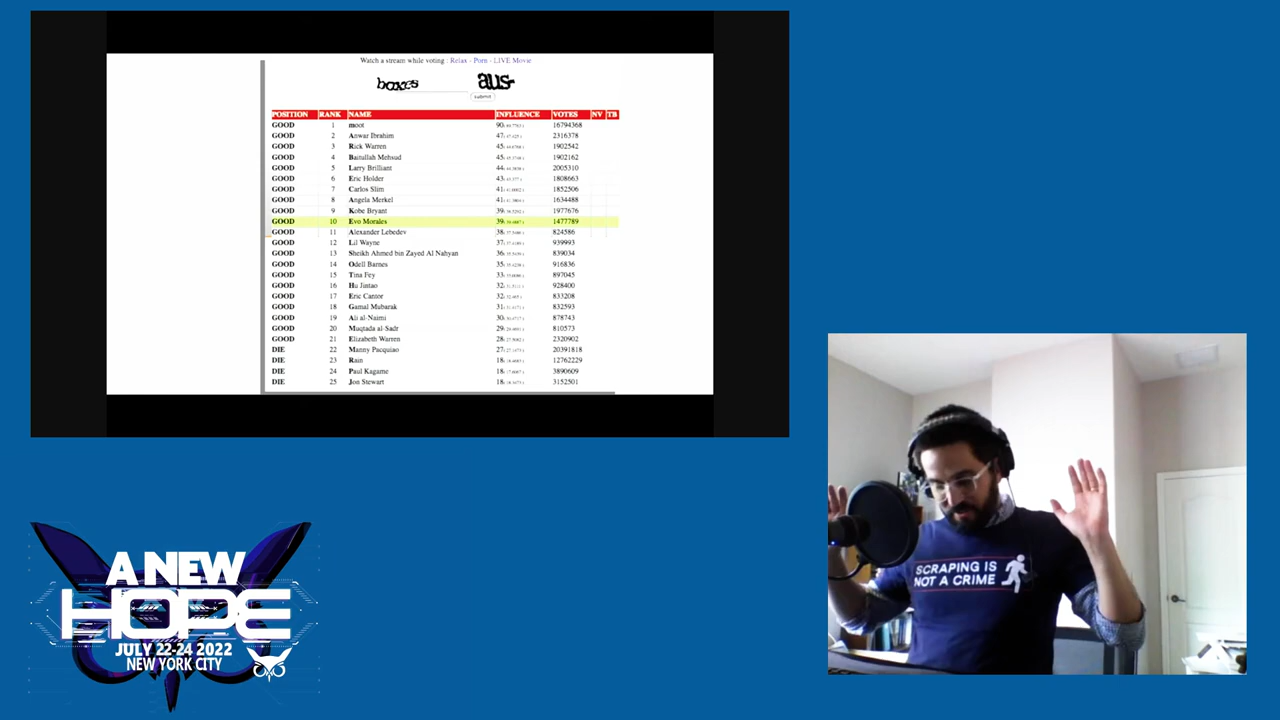 Watch a stream while voting : Relax - Porn - LIVE Movie
boxes aus-
submit
POSITION RANK NAME INFLUENCE VOTES NV TB
GOOD 1 moot 90 16794368
GOOD 2 Anwar Ibrahim 47 2316378
GOOD 3 Rick Warren 45 1902542
GOOD 4 Baitullah Mehsud 45 1902162
GOOD 5 Larry Brilliant 44 2005310
GOOD 6 Eric Holder 43 1808663
GOOD 7 Carlos Slim 41 1852506
GOOD 8 Angela Merkel 41 1634488
GOOD 9 Kobe Bryant 39 1977676
GOOD 10 Evo Morales 39 1477789
GOOD 11 Alexander Lebedev 38 824586
GOOD 12 Lil Wayne 37 939993
GOOD 13 Sheikh Ahmed bin Zayed Al Nahyan 36 839034
GOOD 14 Odell Barnes 35 916836
GOOD 15 Tina Fey 33 897045
GOOD 16 Hu Jintao 32 928400
GOOD 17 Eric Cantor 32 833208
GOOD 18 Gamal Mubarak 31 832593
GOOD 19 Ali al-Naimi 30 878743
GOOD 20 Muqtada al-Sadr 29 810573
GOOD 21 Elizabeth Warren 28 2320902
DIE 22 Manny Pacquiao 27 20391818
DIE 23 Rain 18 12762229
DIE 24 Paul Kagame 18 3890609
DIE 25 Jon Stewart 18 3152501
SCRAPING IS
NOT A CRIME
A NEW
HOPE
JULY 22-24 2022
NEW YORK CITY